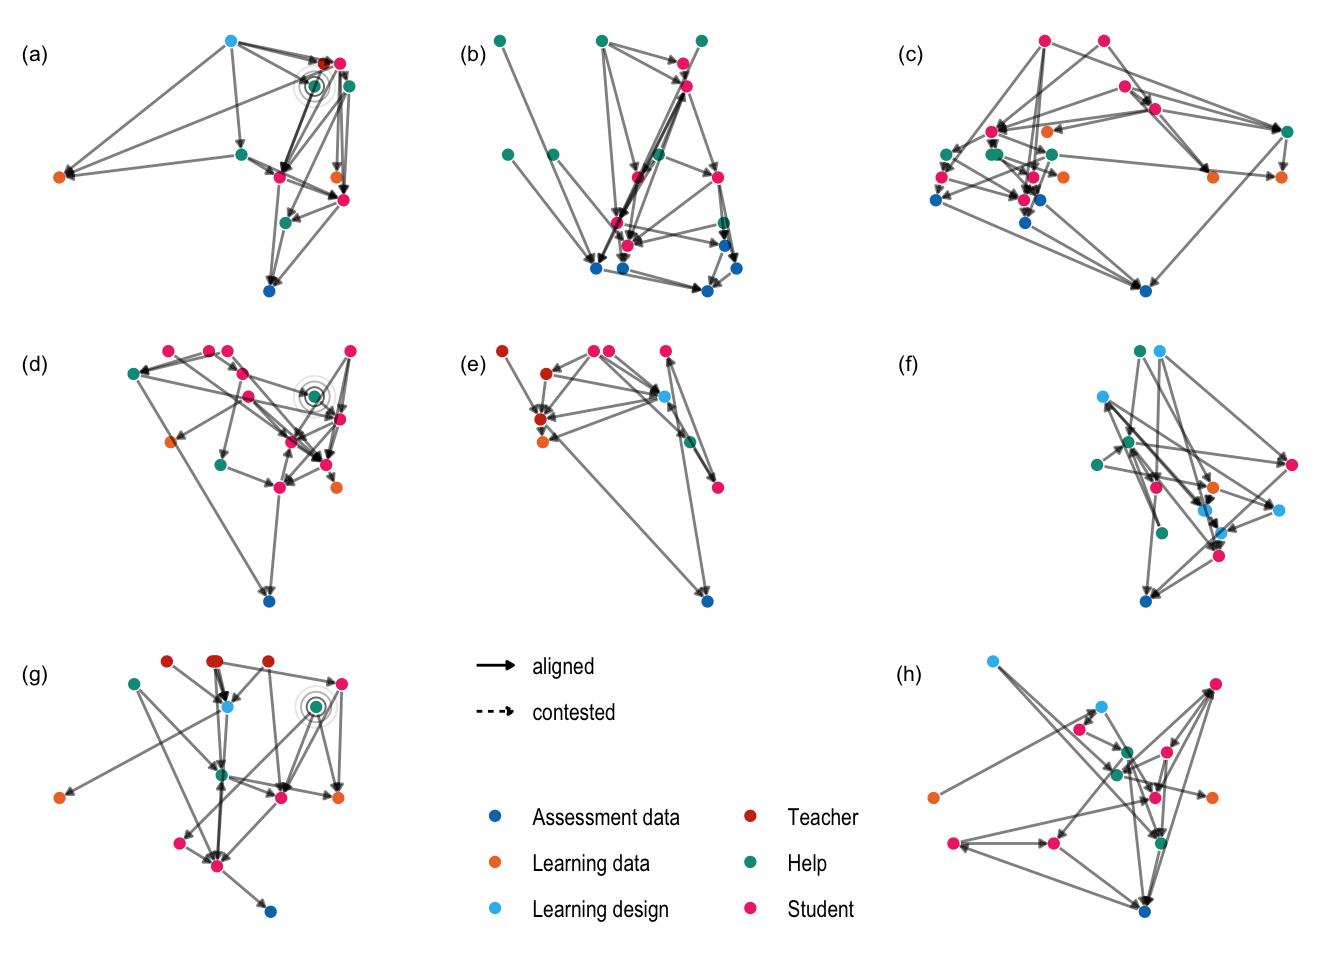 (a)
(b)
(c)
(d)
(e)
(f)
(g)
(h)
aligned
contested
Assessment data
Teacher
Learning data
Help
Learning design
Student